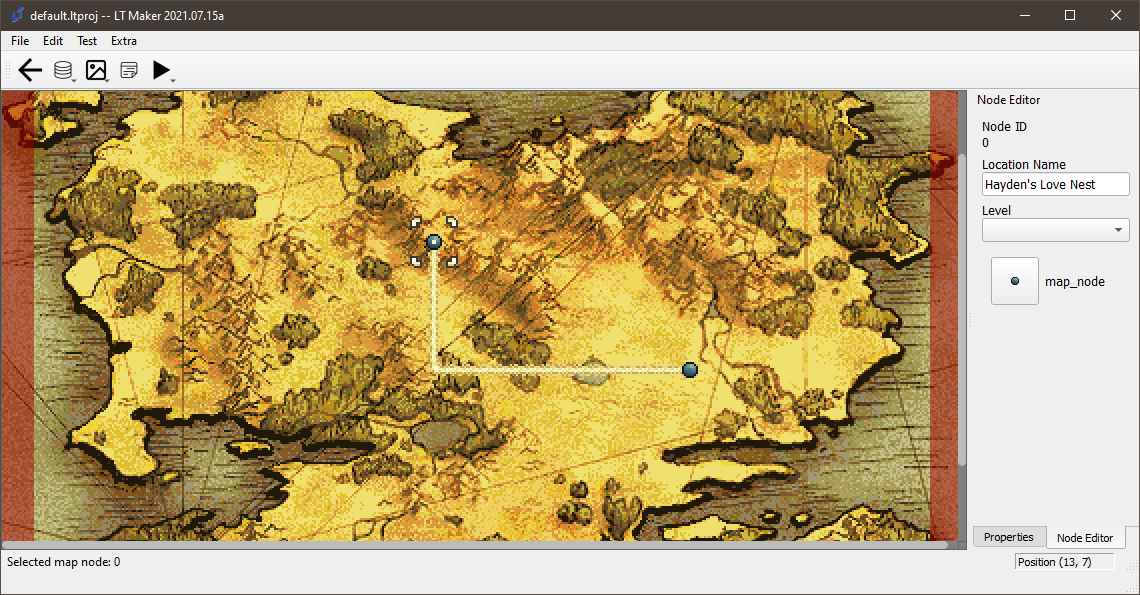 default.ltproj -- LT Maker 2021.07.15a
File Edit Test Extra
Node Editor
Node ID
0
Location Name
Hayden's Love Nest
Level
map_node
Properties Node Editor
Selected map node: 0
Position (13, 7)